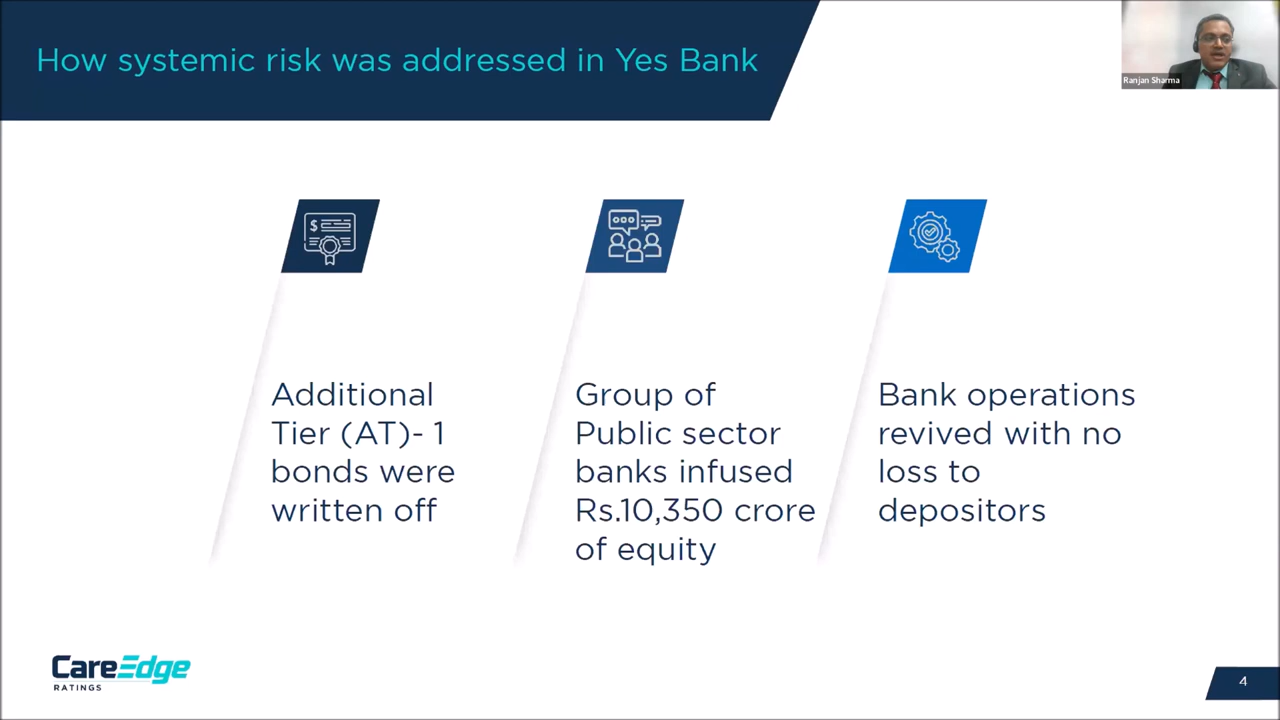 How systemic risk was addressed in Yes Bank
Ranjan Sharma
$
Additional
Tier (AT)- 1
bonds were
written off
Group of
Public sector
banks infused
Rs.10,350 crore
of equity
Bank operations
revived with no
loss to
depositors
CareEdge
RATINGS
4